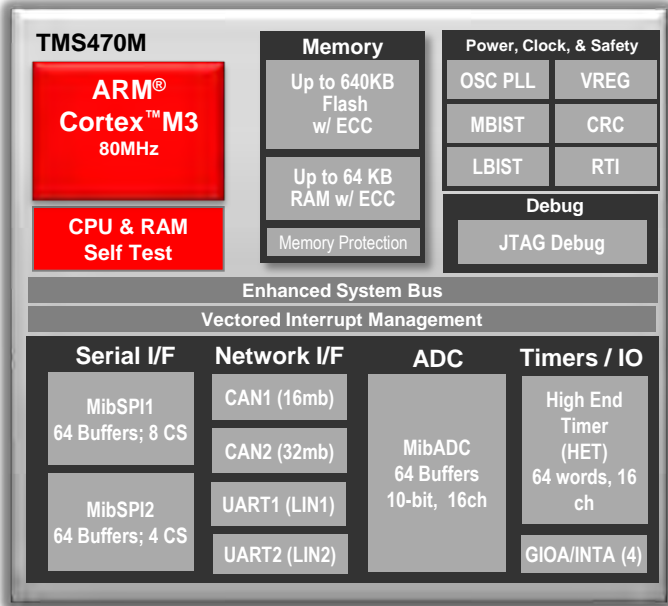 TMS470M
ARM®
Cortex™M3
80MHz
CPU & RAM
Self Test
Memory
Up to 640KB
Flash
w/ ECC
Up to 64 KB
RAM w/ ECC
Memory Protection
Power, Clock, & Safety
OSC PLL
VREG
MBIST
CRC
LBIST
RTI
Debug
JTAG Debug
Enhanced System Bus
Vectored Interrupt Management
Serial I/F
MibSPI1
64 Buffers; 8 CS
MibSPI2
64 Buffers; 4 CS
Network I/F
CAN1 (16mb)
CAN2 (32mb)
UART1 (LIN1)
UART2 (LIN2)
ADC
MibADC
64 Buffers
10-bit, 16ch
Timers / IO
High End
Timer
(HET)
64 words, 16
ch
GIOA/INTA (4)